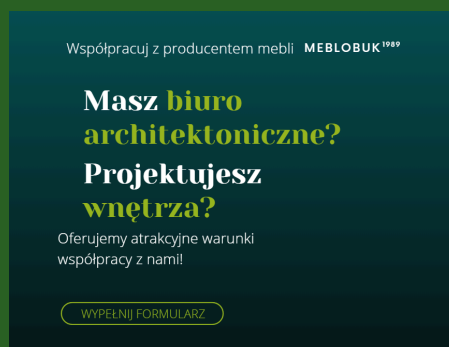 Współpracuj z producentem mebli MEBLOBUK1989
Masz biuro
architektoniczne?
Projektujesz
wnętrza?
Oferujemy atrakcyjne warunki
współpracy z nami!
WYPEŁNIJ FORMULARZ